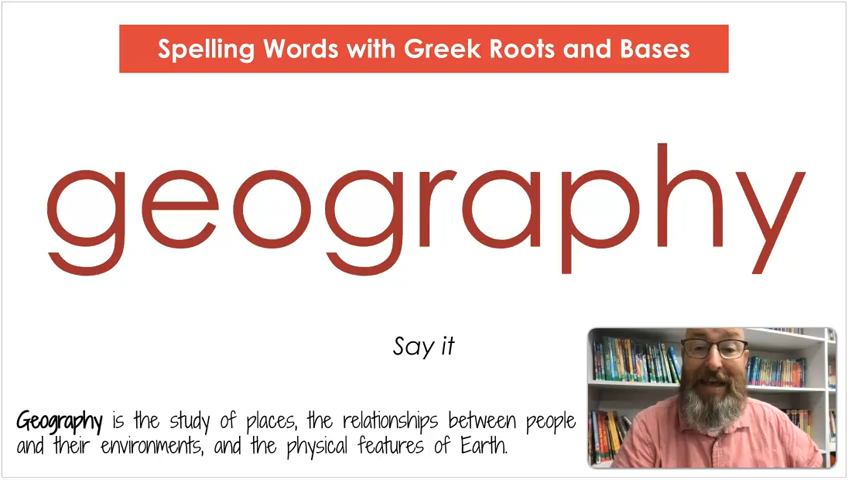 Spelling Words with Greek Roots and Bases
geography
Say it
Geography is the study of places, the relationships between people
and their environments, and the physical features of Earth.